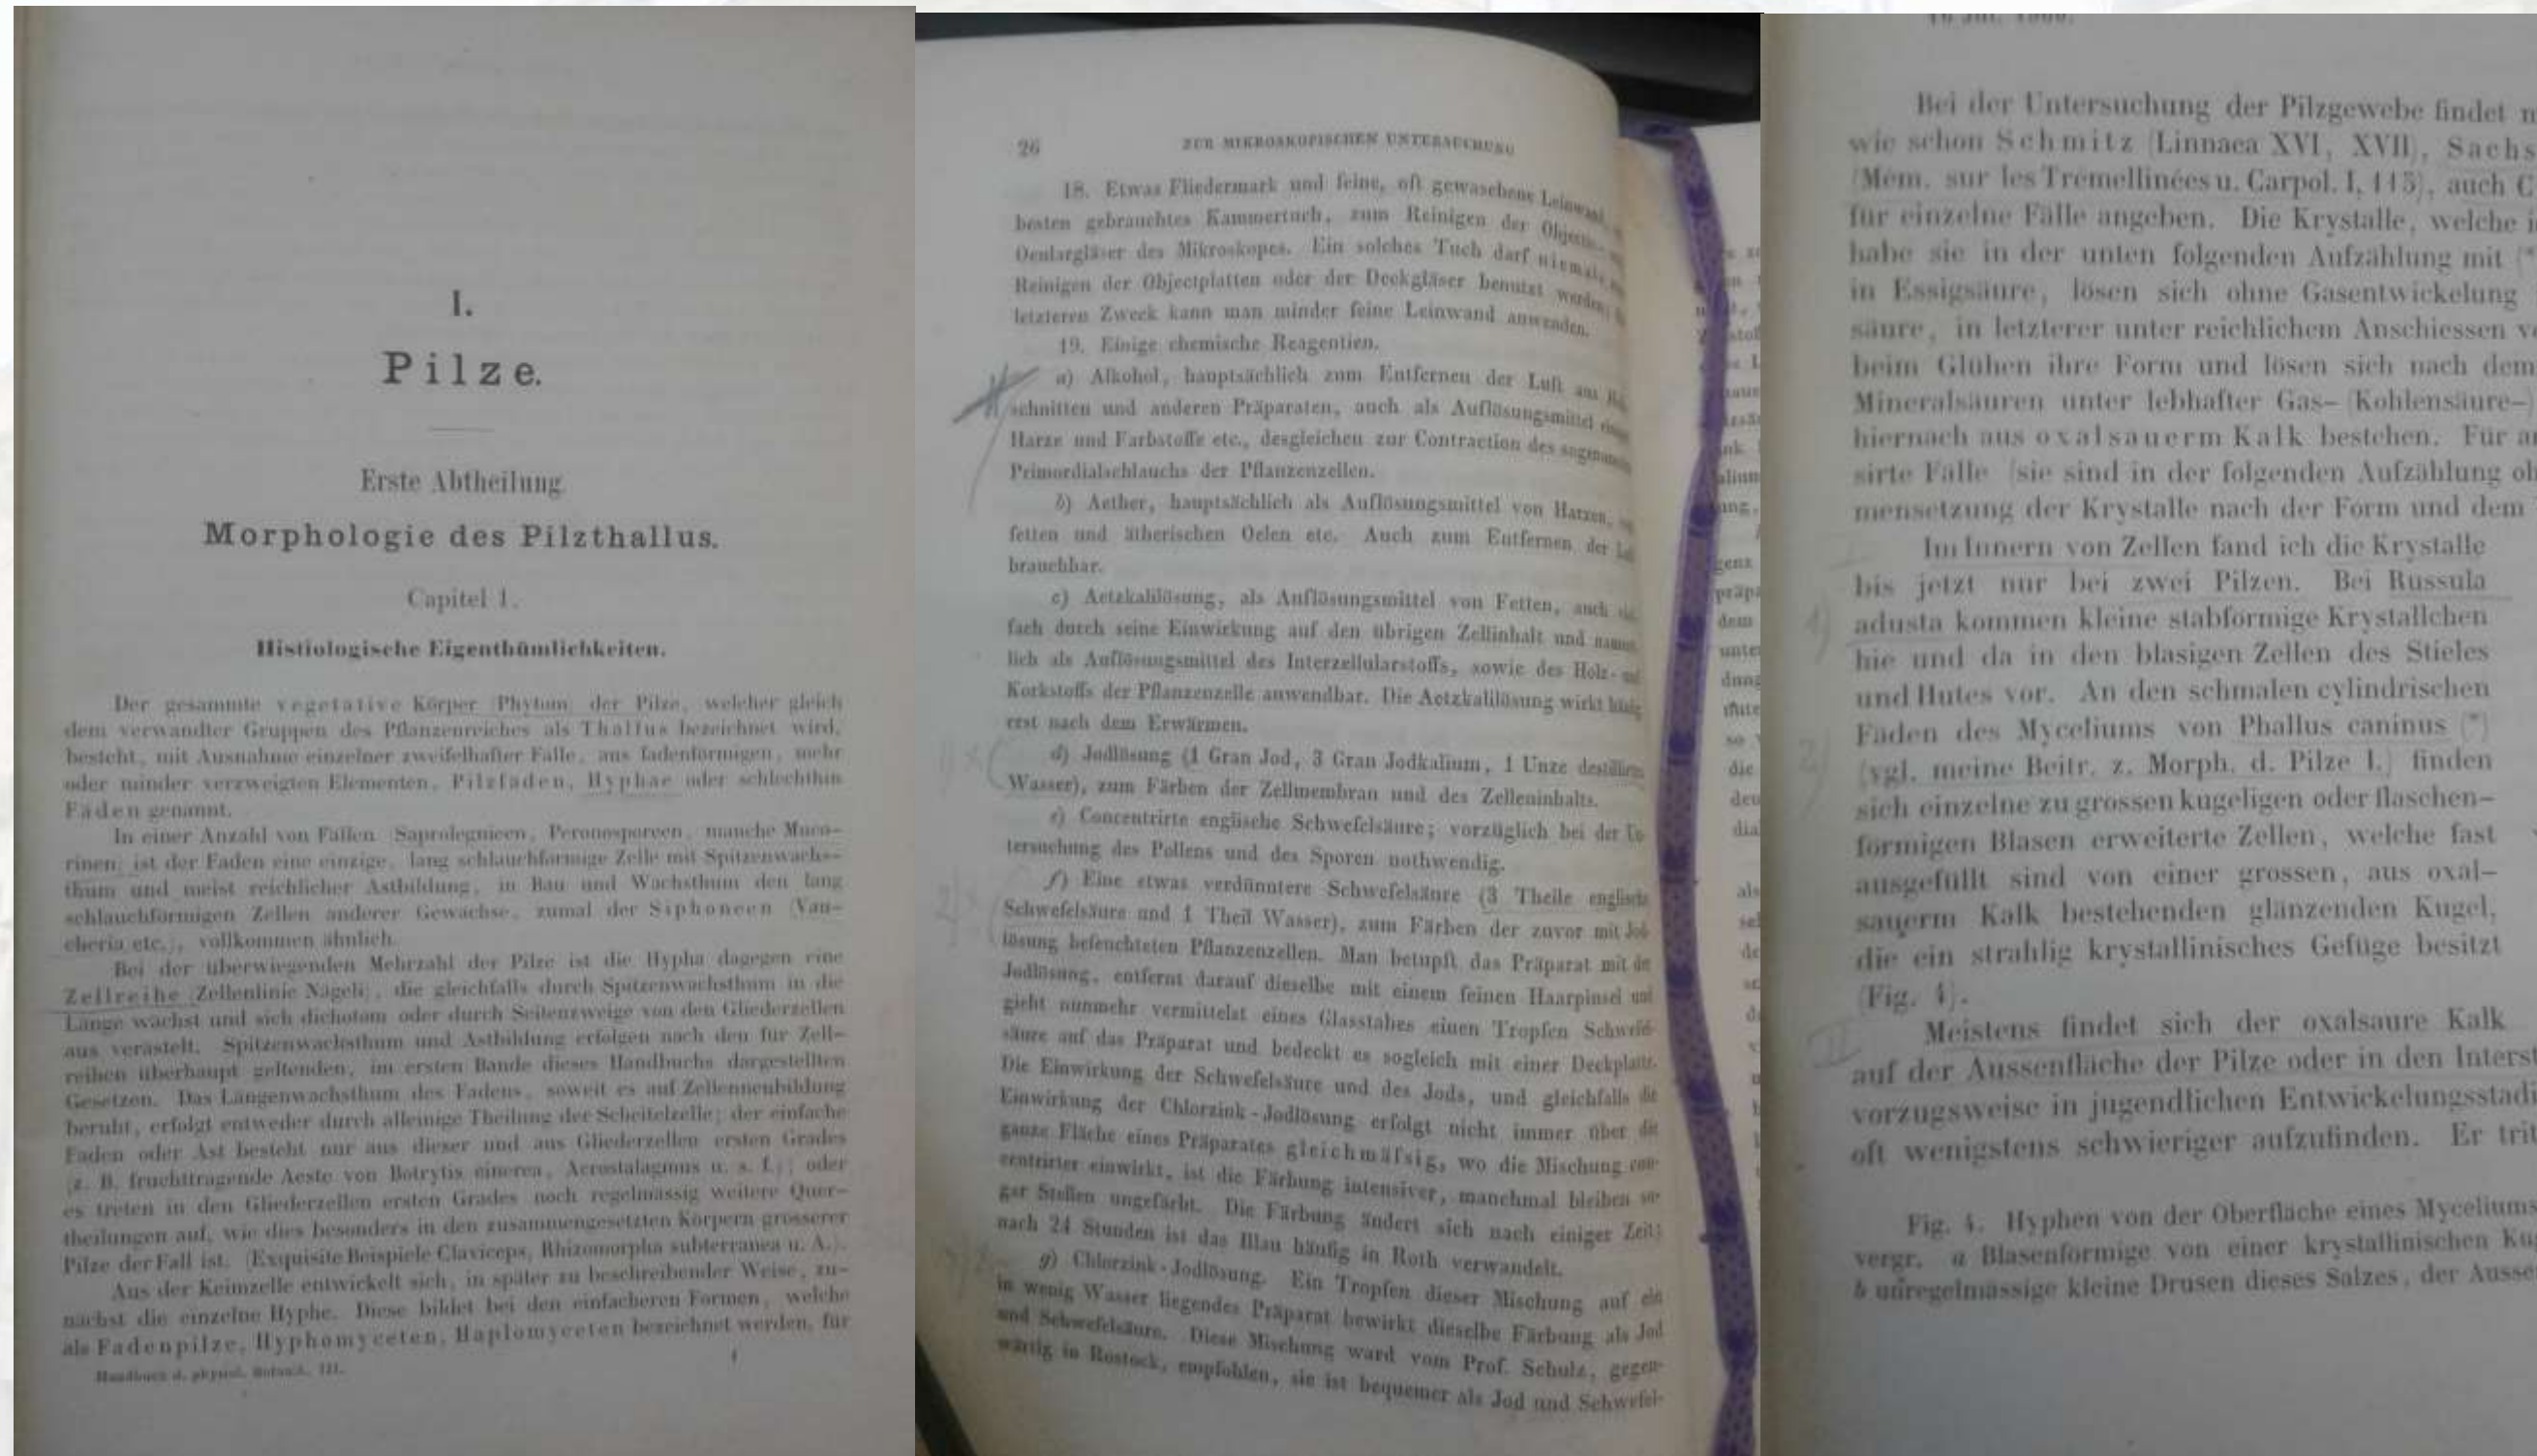 I.
Pilze.
Erste Abtheilung.
Morphologie des Pilzthallus.
Capitel 1.
Histiologische Eigenthümlichkeiten.
Der gesammte vegetative Körper (Phytum) der Pilze, welcher gleich
dem verwandter Gruppen des Pflanzenreiches als Thallus bezeichnet wird,
besteht, mit Ausnahme einzelner zweifelhafter Fälle, aus fadenförmigen, mehr
oder minder verzweigten Elementen, Pilzfäden, Hyphae oder schlechthin
Fäden genannt.
In einer Anzahl von Fällen (Saprolegnieen, Peronosporeen, manche Muco-
rinen) ist der Faden eine einzige, lang schlauchförmige Zelle mit Spitzenwachs-
thum und meist reichlicher Astbildung, in Bau und Wachsthum den lang
schlauchförmigen Zellen anderer Gewächse, zumal der Siphoneen (Vau-
cheria etc.), vollkommen ähnlich.
Bei der überwiegenden Mehrzahl der Pilze ist die Hypha dagegen eine
Zellreihe (Zellenlinie Nägeli), die gleichfalls durch Spitzenwachsthum in die
Länge wächst und sich dichotom oder durch Seitenzweige von den Gliederzellen
aus verästelt. Spitzenwachsthum und Astbildung erfolgen nach den für Zell-
reihen überhaupt geltenden, im ersten Bande dieses Handbuchs dargestellten
Gesetzen. Das Längenwachsthum des Fadens, soweit es auf Zellenneubildung
beruht, erfolgt entweder durch alleinige Theilung der Scheitelzelle; der einfache
Faden oder Ast besteht nur aus dieser und aus Gliederzellen ersten Grades
(z. B. fruchttragende Aeste von Botrytis cinerea, Acrostalagmus u. s. f.); oder
es treten in den Gliederzellen ersten Grades noch regelmässig weitere Quer-
theilungen auf, wie dies besonders in den zusammengesetzten Körpern grösserer
Pilze der Fall ist. (Exquisite Beispiele Claviceps, Rhizomorpha subterranea u. A.).
Aus der Keimzelle entwickelt sich, in später zu beschreibender Weise, zu-
nächst die einzelne Hyphe. Diese bildet bei den einfacheren Formen, welche
als Fadenpilze, Hyphomyceten, Haplomyceten bezeichnet werden, für
Handbuch d. physiol. Botanik. III.
1
26 ZUR MIKROSKOPISCHEN UNTERSUCHUNG
18. Etwas Fliedermark und feine, oft gewaschene Leinwand
besten gebrauchtes Kammertuch, zum Reinigen der
Oculargläser des Mikroskopes. Ein solches Tuch darf niemals
Reinigen der Objectplatten oder der Deckgläser benutzt werden,
letzteren Zweck kann man minder feine Leinwand anwenden.
19. Einige chemische Reagentien.
a) Alkohol, hauptsächlich zum Entfernen der Luft aus
schnitten und anderen Präparaten, auch als Auflösungsmittel
Harze und Farbstoffe etc., desgleichen zur Contraction des
Primordialschlauchs der Pflanzenzellen.
b) Aether, hauptsächlich als Auflösungsmittel von Harzen,
fetten und ätherischen Oelen etc. Auch zum Entfernen der
brauchbar.
c) Aetzkalilösung, als Auflösungsmittel von Fetten, auch
fach durch seine Einwirkung auf den übrigen Zellinhalt und
lich als Auflösungsmittel des Interzellularstoffs, sowie des Holz-
Korkstoffs der Pflanzenzelle anwendbar. Die Aetzkalilösung wirkt
erst nach dem Erwärmen.
d) Jodlösung (1 Gran Jod, 3 Gran Jodkalium, 1 Unze
Wasser), zum Färben der Zellmembran und des Zelleninhalts.
e) Concentrirte englische Schwefelsäure; vorzüglich bei der Un-
tersuchung des Pollens und des Sporen nothwendig.
f) Eine etwas verdünntere Schwefelsäure (3 Theile englische
Schwefelsäure und 1 Theil Wasser), zum Färben der zuvor mit Jod-
lösung befeuchteten Pflanzenzellen. Man betupft das Präparat mit der
Jodlösung, entfernt darauf dieselbe mit einem feinen Haarpinsel und
gieht nunmehr vermittelst eines Glasstabes einen Tropfen Schwefel-
säure auf das Präparat und bedeckt es sogleich mit einer Deckplatte.
Die Einwirkung der Schwefelsäure und des Jods, und gleichfalls die
Einwirkung der Chlorzink-Jodlösung erfolgt nicht immer über die
ganze Fläche eines Präparates gleichmäfsig, wo die Mischung con-
zentrirter einwirkt, ist die Färbung intensiver, manchmal bleiben so-
gar Stellen ungefärbt. Die Färbung ändert sich nach einiger Zeit;
nach 24 Stunden ist das Blau häufig in Roth verwandelt.
g) Chlorzink-Jodlösung. Ein Tropfen dieser Mischung auf ein
in wenig Wasser liegendes Präparat bewirkt dieselbe Färbung als Jod
und Schwefelsäure. Diese Mischung ward vom Prof. Schulz, gegen-
wärtig in Rostock, empfohlen, sie ist bequemer als Jod und Schwefel-
Bei der Untersuchung der Pilzgewebe findet
wie schon Schmitz (Linnaea XVI, XVII), Sachs
(Mém. sur les Trémellinées u. Carpol. I, 115), auch C
für einzelne Fälle angeben. Die Krystalle, welche
habe sie in der unten folgenden Aufzählung mit (*
in Essigsäure, lösen sich ohne Gasentwickelung
säure, in letzterer unter reichlichem Anschiessen
beim Glühen ihre Form und lösen sich nach dem
Mineralsäuren unter lebhafter Gas- (Kohlensäure-)
hiernach aus oxalsauerm Kalk bestehen. Für
sirte Fälle (sie sind in der folgenden Aufzählung
mensetzung der Krystalle nach der Form und dem
I
Im Innern von Zellen fand ich die Krystalle
bis jetzt nur bei zwei Pilzen. Bei Russula
1) adusta kommen kleine stabförmige Kryställchen
hie und da in den blasigen Zellen des Stieles
und Hutes vor. An den schmalen cylindrischen
Fäden des Myceliums von Phallus caninus (*)
2) (vgl. meine Beitr. z. Morph. d. Pilze I.) finden
sich einzelne zu grossen kugeligen oder flaschen-
förmigen Blasen erweiterte Zellen, welche fast
ausgefüllt sind von einer grossen, aus oxal-
sauerm Kalk bestehenden glänzenden Kugel,
die ein strahlig krystallinisches Gefüge besitzt
(Fig. 4).
II Meistens findet sich der oxalsaure Kalk
auf der Aussenfläche der Pilze oder in den
vorzugsweise in jugendlichen
oft wenigstens schwieriger aufzufinden. Er
Fig. 4. Hyphen von der Oberfläche eines Myceliums
vergr. a Blasenförmige von einer krystallinischen
b unregelmässige kleine Drusen dieses Salzes, der